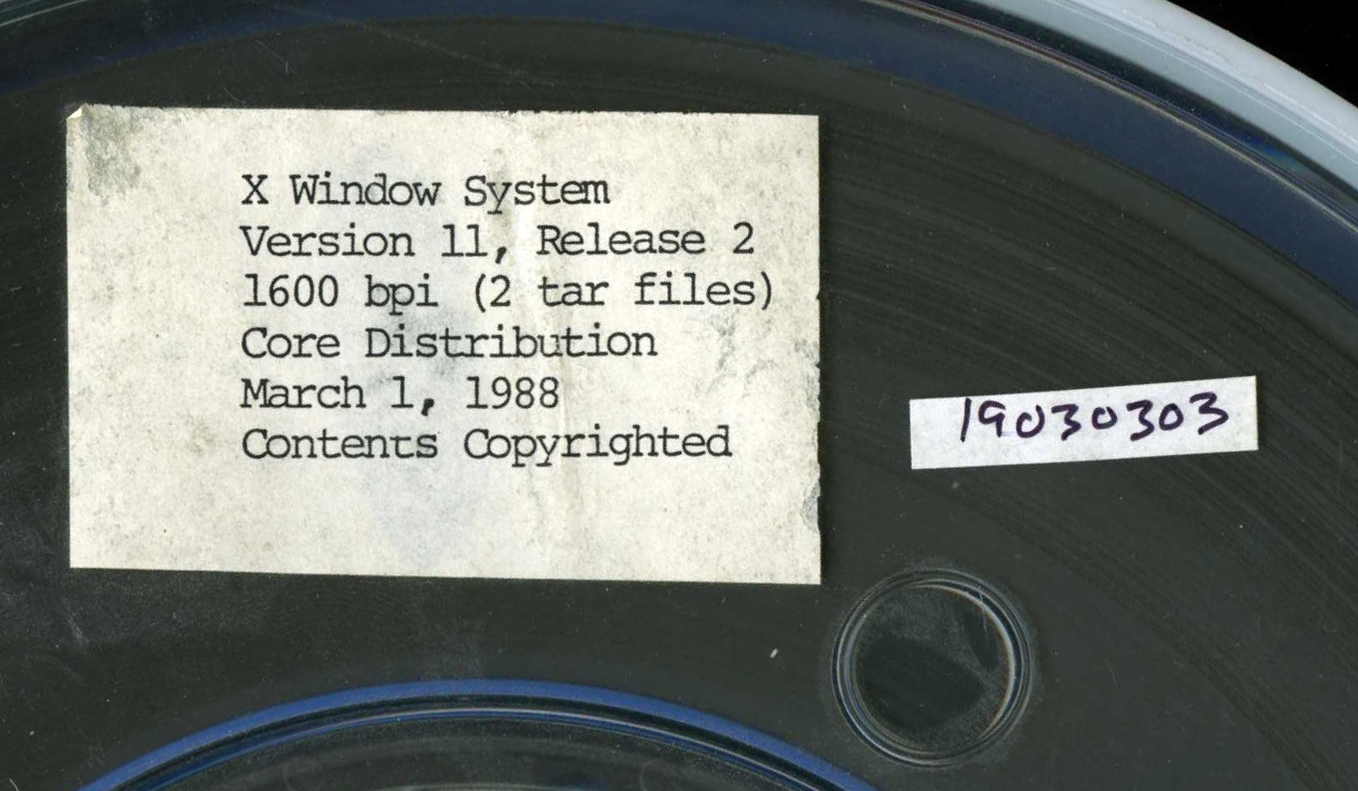 X Window System
Version 11, Release 2
1600 bpi (2 tar files)
Core Distribution
March 1, 1988
Contents Copyrighted
19030303